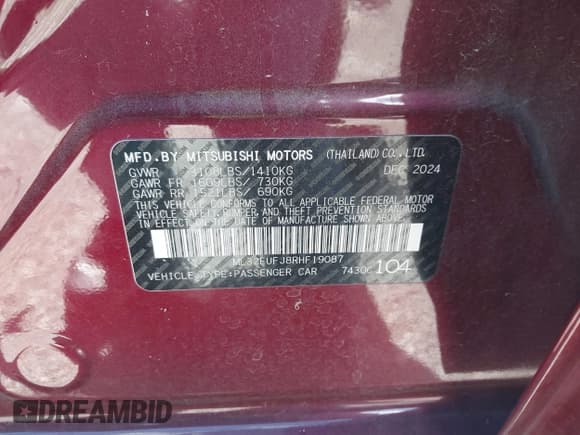 MFD. BY MITSUBISHI MOTORS (THAILAND) CO., LTD.
GVWR 3108LBS/1410KG DEC 2024
GAWR FR 1609LBS/ 730KG
GAWR RR 1521LBS/ 690KG
THIS VEHICLE CONFORMS TO ALL APPLICABLE FEDERAL MOTOR
VEHICLE SAFETY, BUMPER, AND THEFT PREVENTION STANDARDS
IN EFFECT ON THE DATE OF MANUFACTURE SHOWN ABOVE.
ML32FUFJ8RHF19087
VEHICLE TYPE:PASSENGER CAR 7430C104
DREAMBID